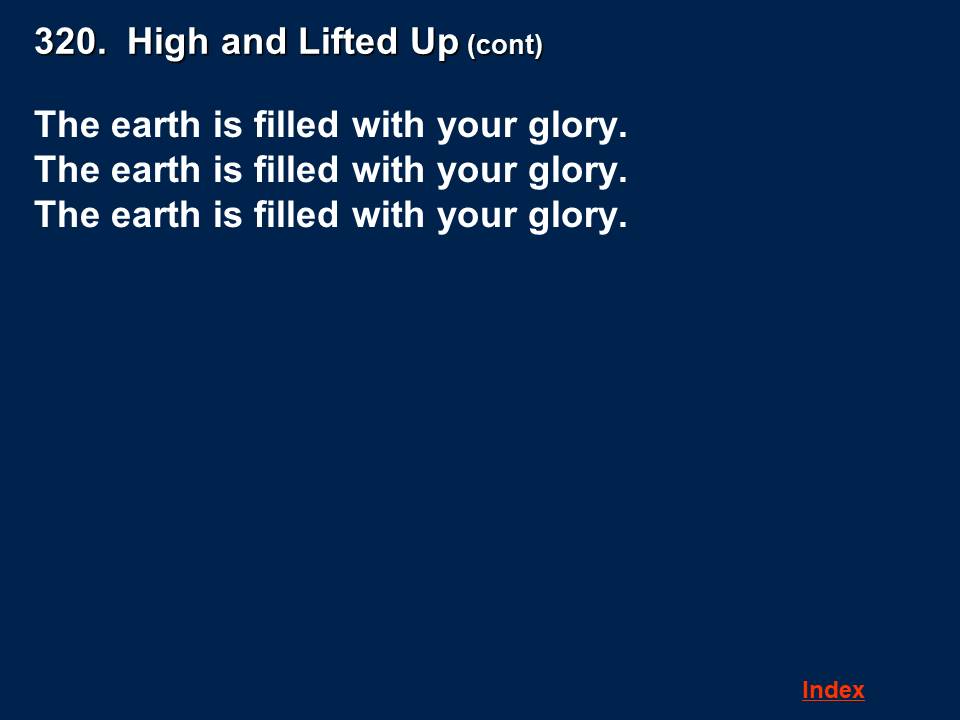 320.  High and Lifted Up (cont)
The earth is filled with your glory.
The earth is filled with your glory.
The earth is filled with your glory.
Index